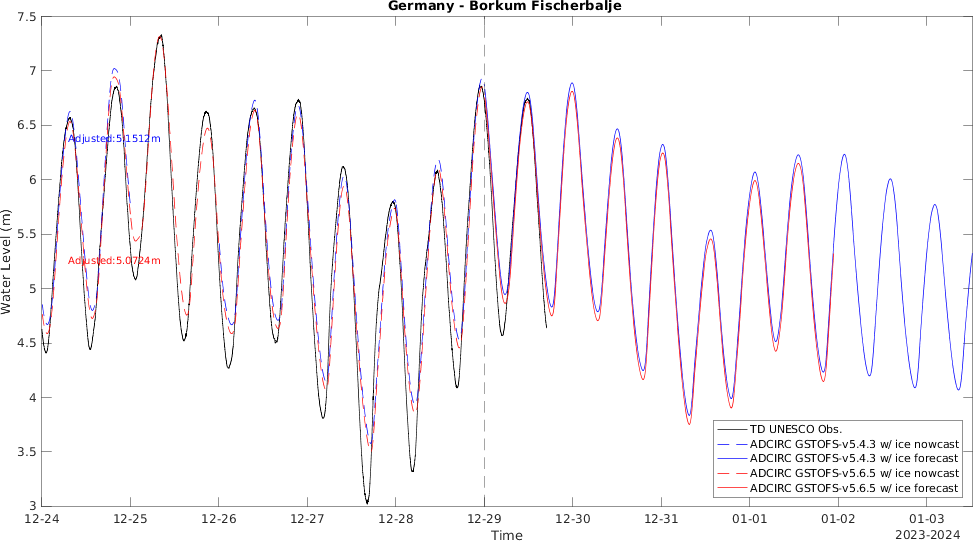 Germany - Borkum Fischerbalje
7.5
7
6.5
6
5.5
5
4.5
4
3.5
3
Water Level (m)
Adjusted:5.1512m
Adjusted:5.0724m
TD UNESCO Obs.
ADCIRC GSTOFS-v5.4.3 w/ ice nowcast
ADCIRC GSTOFS-v5.4.3 w/ ice forecast
ADCIRC GSTOFS-v5.6.5 w/ ice nowcast
ADCIRC GSTOFS-v5.6.5 w/ ice forecast
12-24 12-25 12-26 12-27 12-28 12-29 12-30 12-31 01-01 01-02 01-03
Time
2023-2024